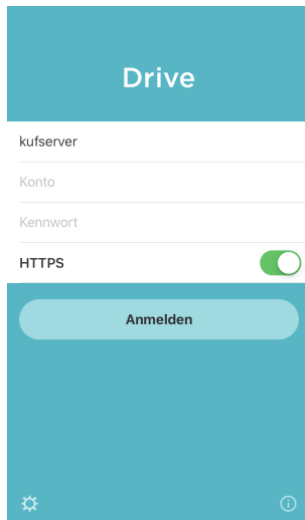 Drive
kufserver
Konto
Kennwort
HTTPS
Anmelden